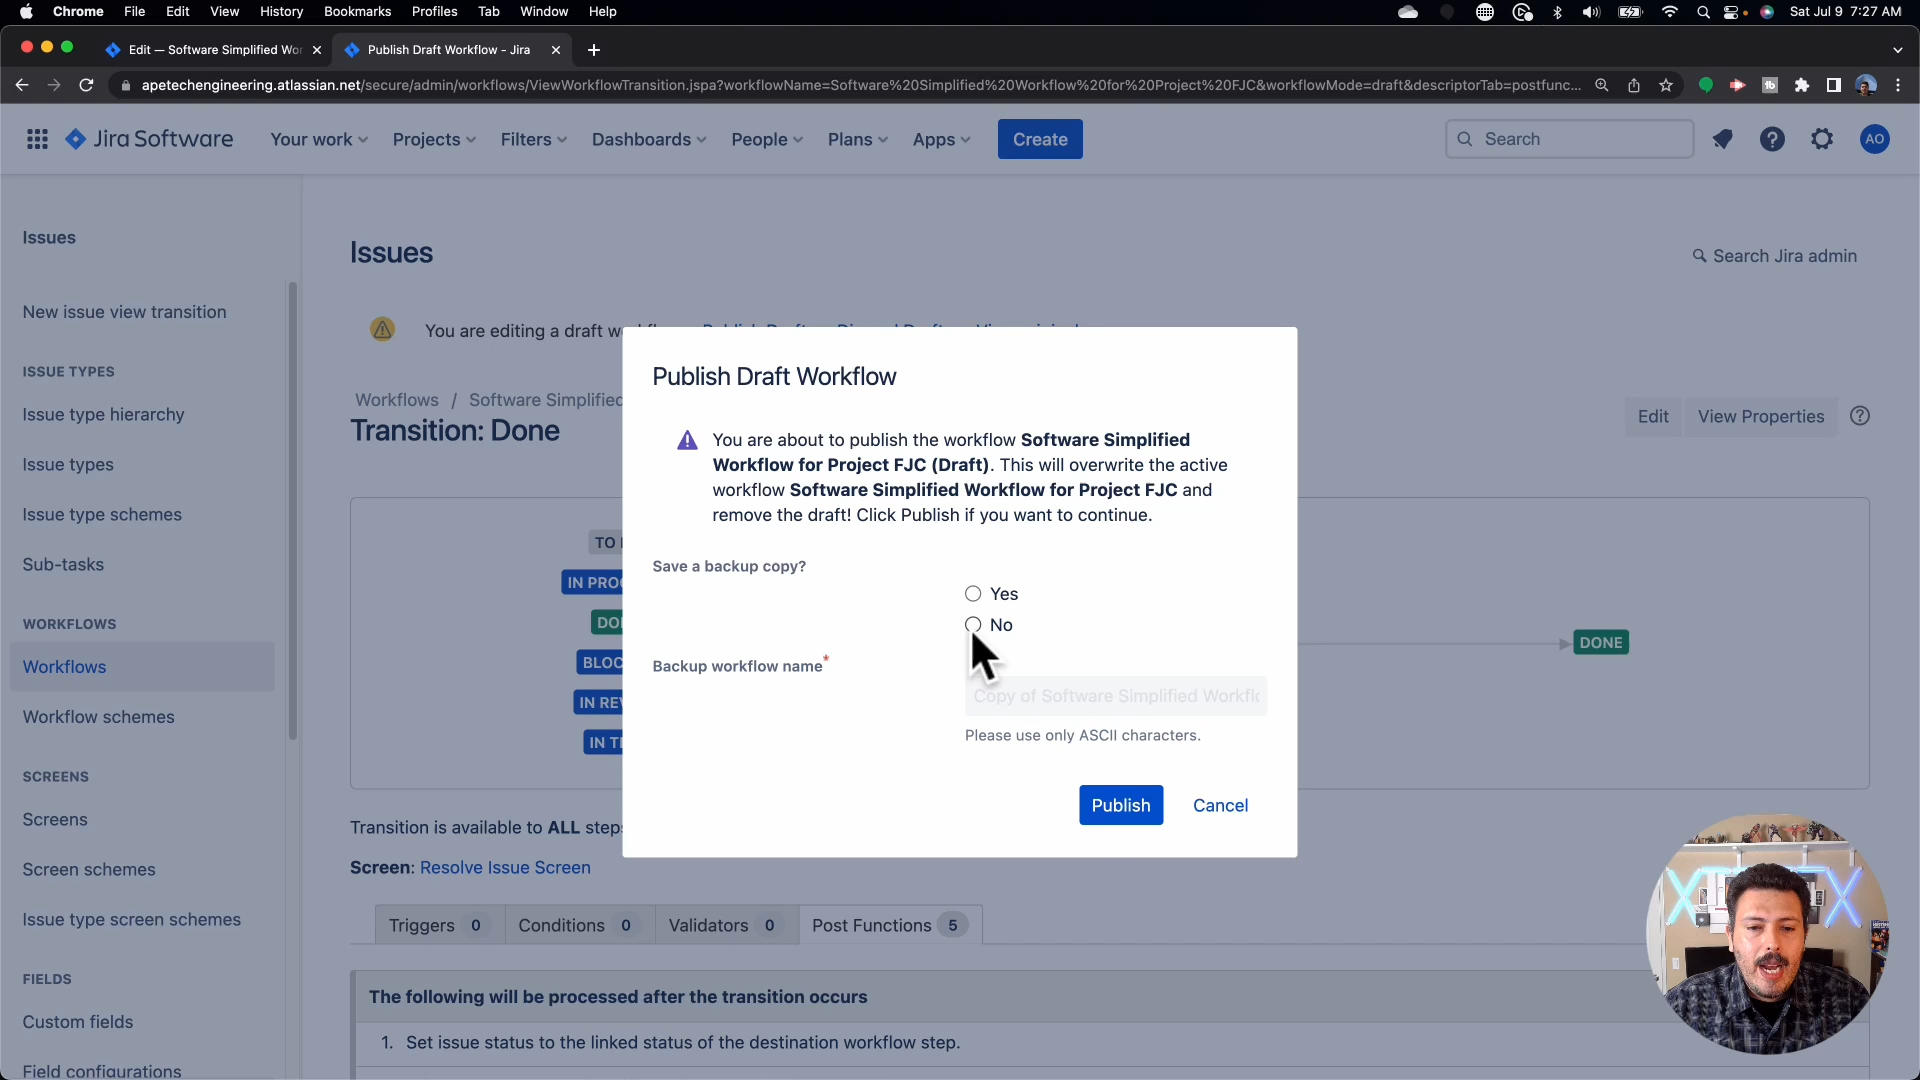 Chrome File Edit View History Bookmarks Profiles Tab Window Help
Sat Jul 9 7:27 AM
Edit — Software Simplified Wor
Publish Draft Workflow - Jira
apetechengineering.atlassian.net/secure/admin/workflows/ViewWorkflowTransition.jspa?workflowName=Software%20Simplified%20Workflow%20for%20Project%20FJC&workflowMode=draft&descriptorTab=postfunc...
Jira Software Your work Projects Filters Dashboards People Plans Apps Create Search AO
Issues
New issue view transition
ISSUE TYPES
Issue type hierarchy
Issue types
Issue type schemes
Sub-tasks
WORKFLOWS
Workflows
Workflow schemes
SCREENS
Screens
Screen schemes
Issue type screen schemes
FIELDS
Custom fields
Field configurations
Issues
Search Jira admin
You are editing a draft
Workflows / Software Simplified
Transition: Done
Edit View Properties
TO
IN PRO
DO
BLOC
IN RE
IN T
DONE
Publish Draft Workflow
You are about to publish the workflow Software Simplified
Workflow for Project FJC (Draft). This will overwrite the active
workflow Software Simplified Workflow for Project FJC and
remove the draft! Click Publish if you want to continue.
Save a backup copy?
Yes
No
Backup workflow name*
Copy of Software Simplified Workflo
Please use only ASCII characters.
Publish Cancel
Transition is available to ALL steps
Screen: Resolve Issue Screen
Triggers 0 Conditions 0 Validators 0 Post Functions 5
The following will be processed after the transition occurs
1. Set issue status to the linked status of the destination workflow step.